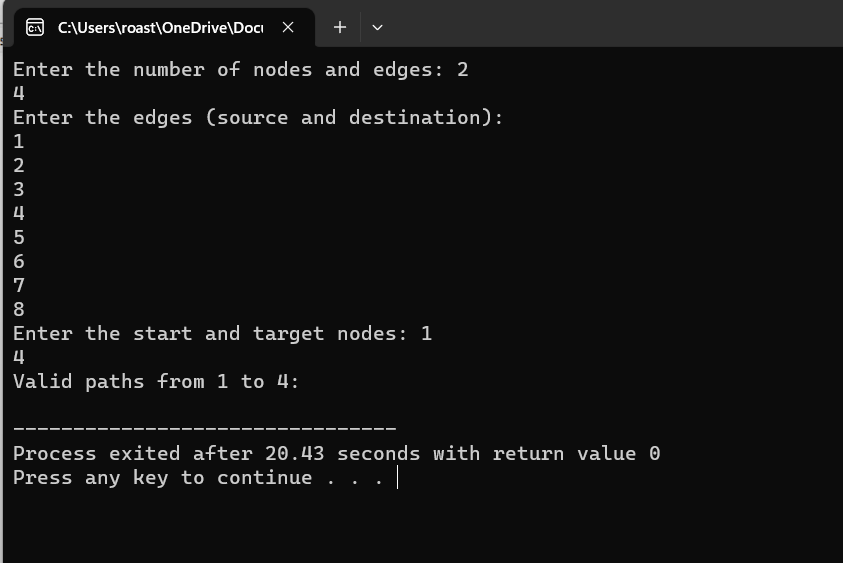 C:\Users\roast\OneDrive\Docu
Enter the number of nodes and edges: 2
4
Enter the edges (source and destination):
1
2
3
4
5
6
7
8
Enter the start and target nodes: 1
4
Valid paths from 1 to 4:
--------------------------------
Process exited after 20.43 seconds with return value 0
Press any key to continue . . .